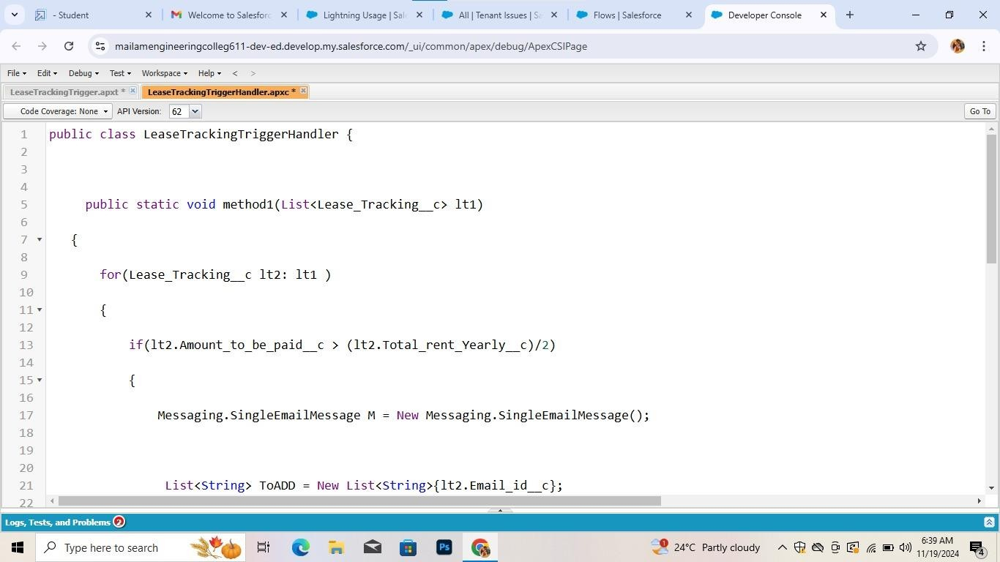 - Student
Welcome to Salesforc
Lightning Usage | Sal
All | Tenant Issues | Sa
Flows | Salesforce
Developer Console
mailamengineeringcolleg611-dev-ed.develop.my.salesforce.com/_ui/common/apex/debug/ApexCSIPage
File Edit Debug Test Workspace Help < >
LeaseTrackingTrigger.apxt * LeaseTrackingTriggerHandler.apxc *
Code Coverage: None API Version: 62 Go To
1 public class LeaseTrackingTriggerHandler {
2
3
4
5 public static void method1(List<Lease_Tracking__c> lt1)
6
7 {
8
9 for(Lease_Tracking__c lt2: lt1 )
10
11 {
12
13 if(lt2.Amount_to_be_paid__c > (lt2.Total_rent_Yearly__c)/2)
14
15 {
16
17 Messaging.SingleEmailMessage M = New Messaging.SingleEmailMessage();
18
19
20
21 List<String> ToADD = New List<String>{lt2.Email_id__c};
22
Logs, Tests, and Problems 2
Type here to search
Ps
1
24°C Partly cloudy
6:39 AM
11/19/2024
4